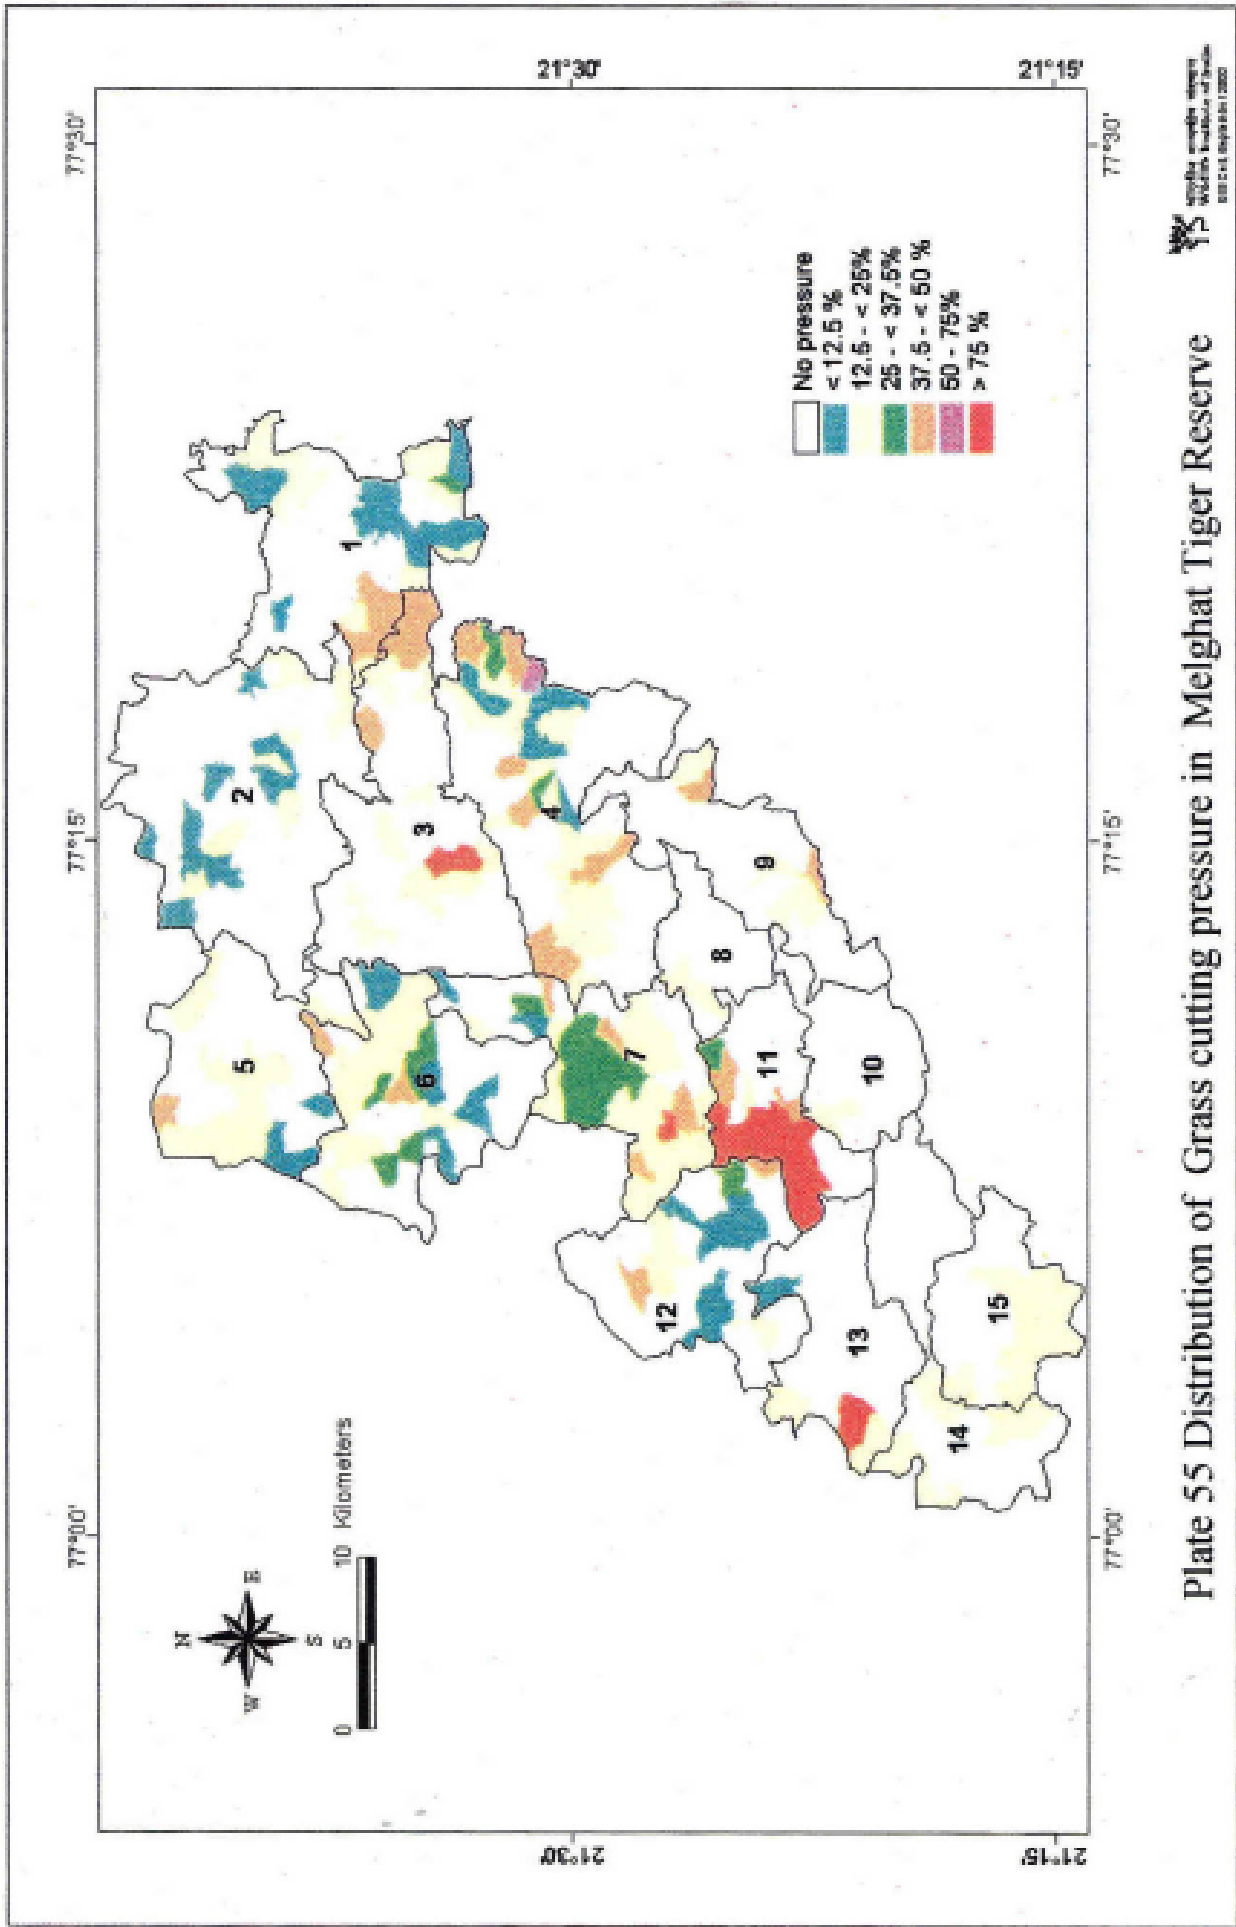 77°00'
77°15'
77°30'
21°30'
21°30'
21°15'
21°15'
N
W
E
S
0 5 10 Kilometers
1
2
3
4
5
6
7
8
9
10
11
12
13
14
15
No pressure
< 12.5 %
12.5 - < 25%
25 - < 37.5%
37.5 - < 50 %
50 - 75%
> 75 %
77°00'
77°15'
77°30'
Plate 55 Distribution of Grass cutting pressure in Melghat Tiger Reserve